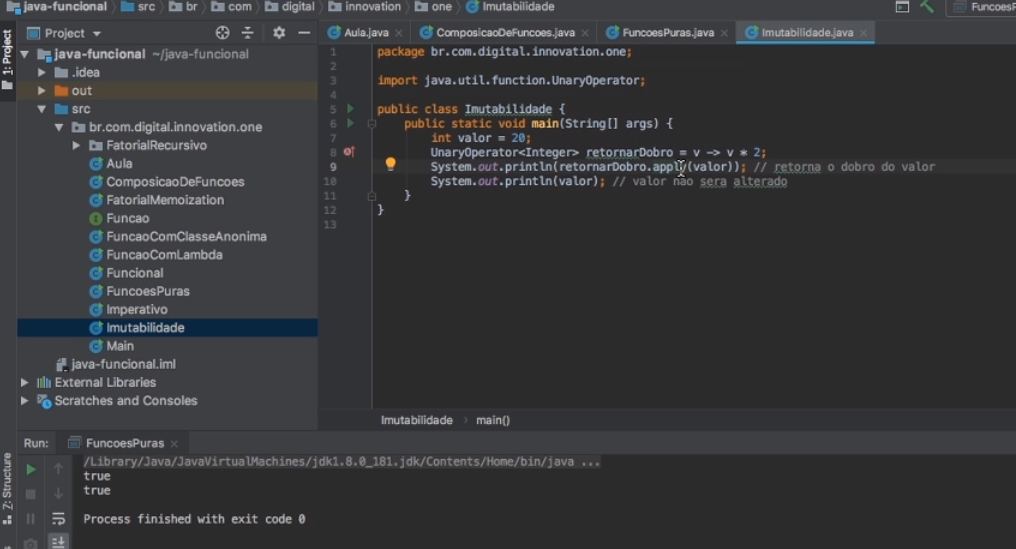 java-funcional src br com digital innovation one Imutabilidade FuncoesP
Project
Aula.java ComposicaoDeFuncoes.java FuncoesPuras.java Imutabilidade.java
1: Project
java-funcional ~/java-funcional
.idea
out
src
br.com.digital.innovation.one
FatorialRecursivo
Aula
ComposicaoDeFuncoes
FatorialMemoization
Funcao
FuncaoComClasseAnonima
FuncaoComLambda
Funcional
FuncoesPuras
Imperativo
Imutabilidade
Main
java-funcional.iml
External Libraries
Scratches and Consoles
1 package br.com.digital.innovation.one;
2
3 import java.util.function.UnaryOperator;
4
5 public class Imutabilidade {
6 public static void main(String[] args) {
7 int valor = 20;
8 UnaryOperator<Integer> retornarDobro = v -> v * 2;
9 System.out.println(retornarDobro.apply(valor)); // retorna o dobro do valor
10 System.out.println(valor); // valor não sera alterado
11 }
12 }
13
Imutabilidade main()
Run: FuncoesPuras
/Library/Java/JavaVirtualMachines/jdk1.8.0_181.jdk/Contents/Home/bin/java ...
true
true
Process finished with exit code 0
Z: Structure